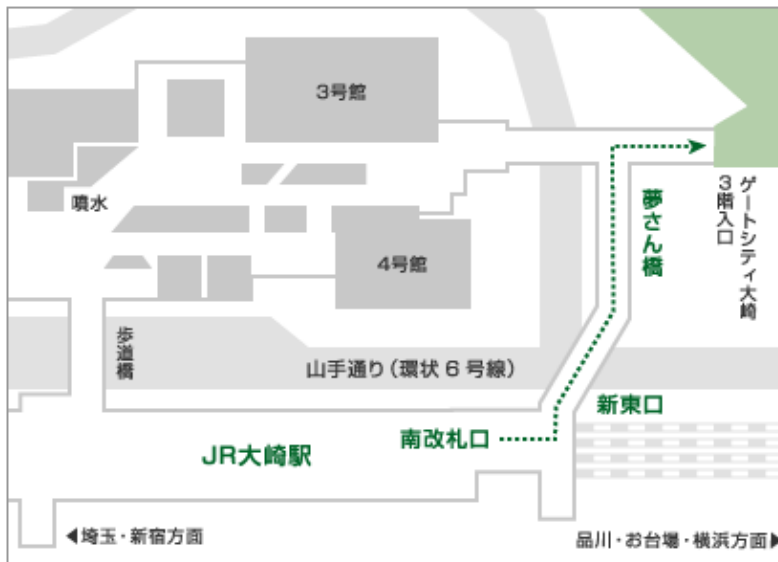 3号館
噴水
4号館
夢さん橋
ゲートシティ大崎
3階入口
歩道橋
山手通り(環状6号線)
新東口
南改札口
JR大崎駅
◀埼玉・新宿方面
品川・お台場・横浜方面▶